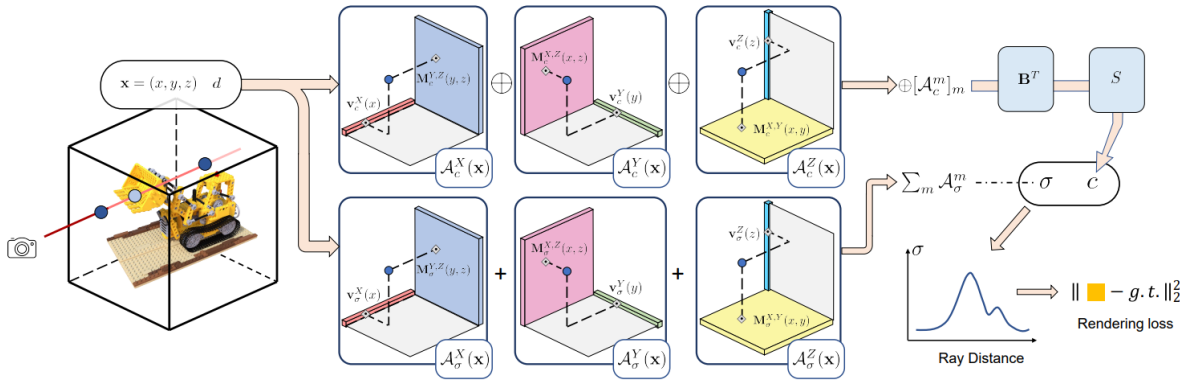 x = (x, y, z) d
M_c^{Y,Z}(y, z)
v_c^X(x)
𝒜_c^X(x)
⊕
M_c^{X,Z}(x, z)
v_c^Y(y)
𝒜_c^Y(x)
⊕
v_c^Z(z)
M_c^{X,Y}(x, y)
𝒜_c^Z(x)
⊕[𝒜_c^m]_m
B^T
S
M_σ^{Y,Z}(y, z)
v_σ^X(x)
𝒜_σ^X(x)
+
M_σ^{X,Z}(x, z)
v_σ^Y(y)
𝒜_σ^Y(x)
+
v_σ^Z(z)
M_σ^{X,Y}(x, y)
𝒜_σ^Z(x)
∑_m 𝒜_σ^m
σ c
σ
Ray Distance
‖ – g.t. ‖_2^2
Rendering loss